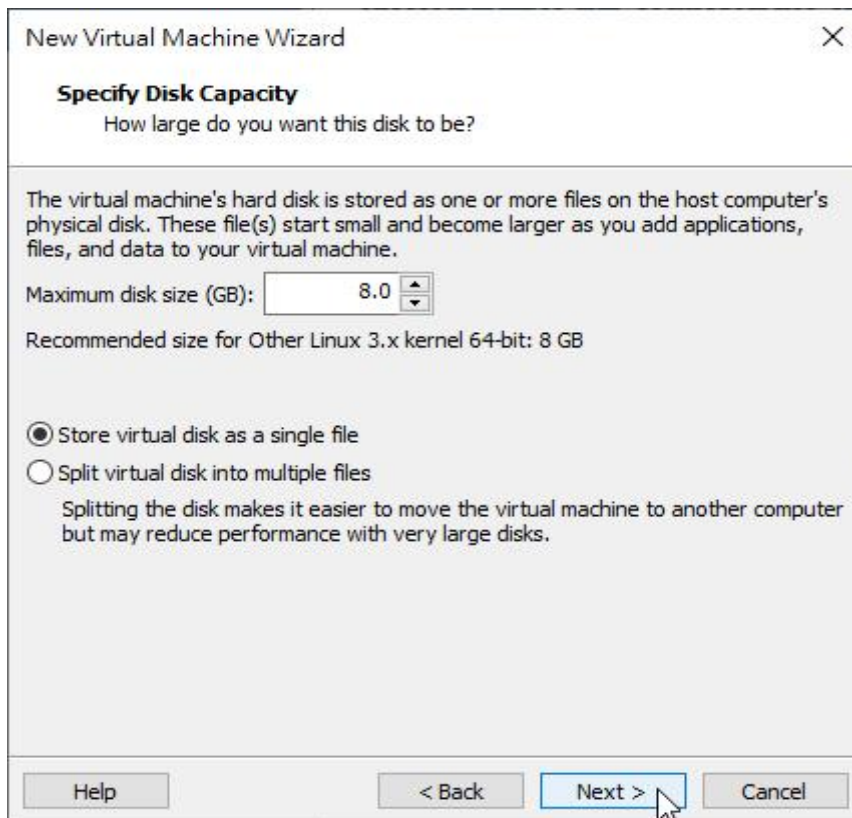 New Virtual Machine Wizard
Specify Disk Capacity
How large do you want this disk to be?
The virtual machine's hard disk is stored as one or more files on the host computer's
physical disk. These file(s) start small and become larger as you add applications,
files, and data to your virtual machine.
Maximum disk size (GB): 8.0
Recommended size for Other Linux 3.x kernel 64-bit: 8 GB
Store virtual disk as a single file
Split virtual disk into multiple files
Splitting the disk makes it easier to move the virtual machine to another computer
but may reduce performance with very large disks.
Help < Back Next > Cancel